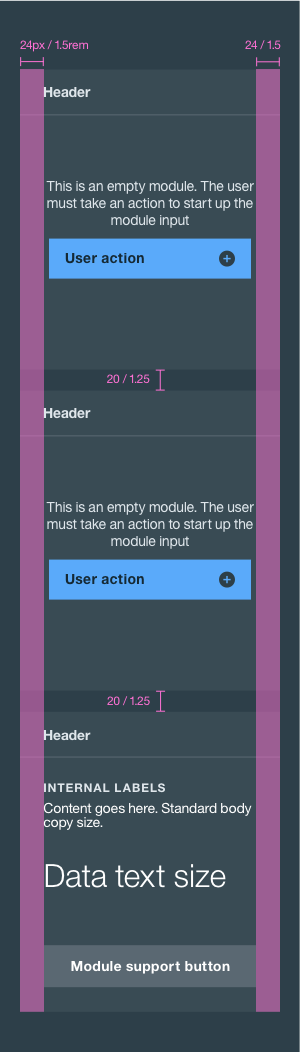 24px / 1.5rem
24 / 1.5
Header
This is an empty module. The user
must take an action to start up the
module input
User action
20 / 1.25
Header
This is an empty module. The user
must take an action to start up the
module input
User action
20 / 1.25
Header
INTERNAL LABELS
Content goes here. Standard body
copy size.
Data text size
Module support button